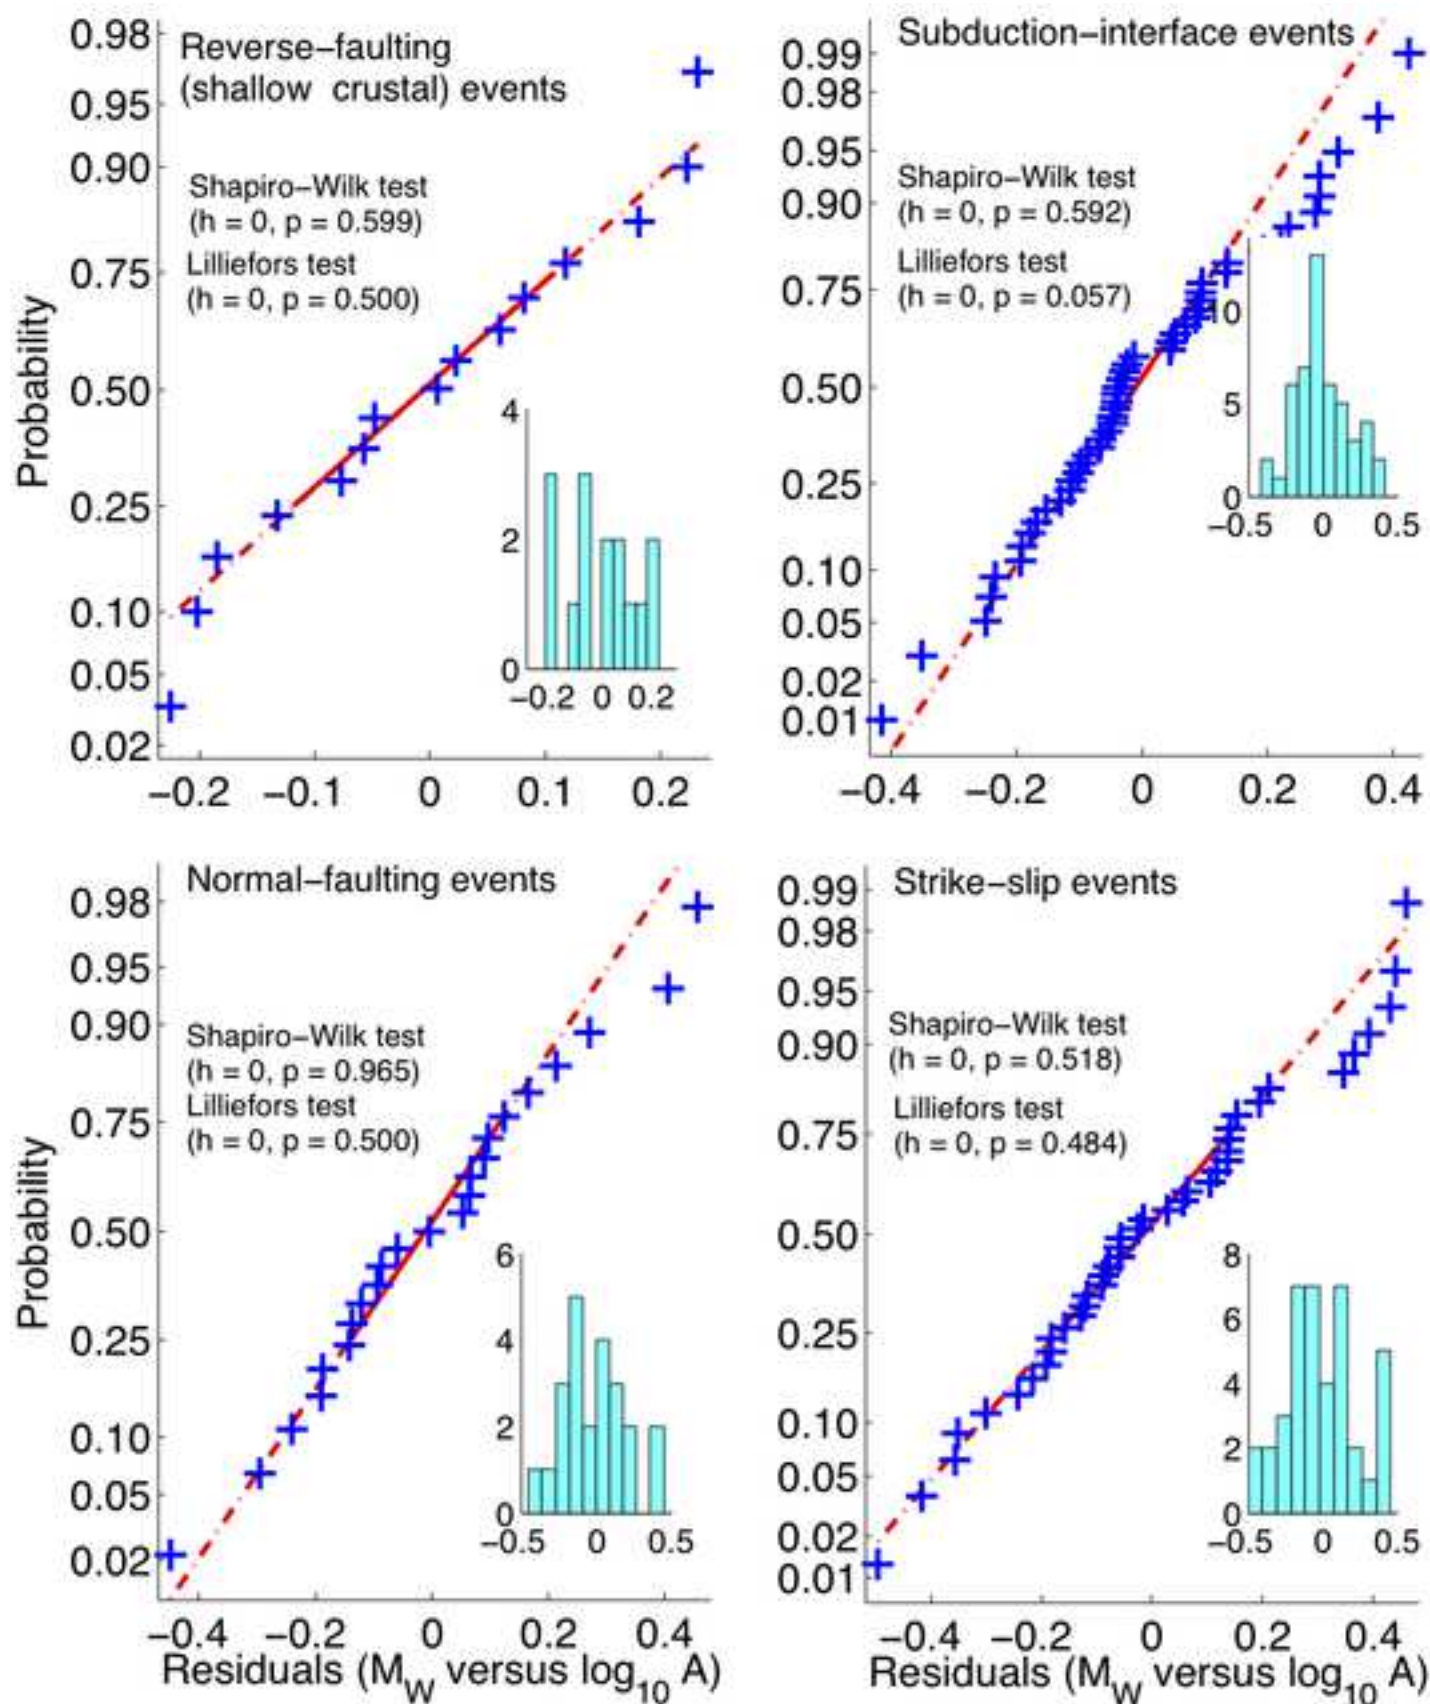 Reverse−faulting
(shallow crustal) events
Shapiro−Wilk test
(h = 0, p = 0.599)
Lilliefors test
(h = 0, p = 0.500)
Probability
0.98
0.95
0.90
0.75
0.50
0.25
0.10
0.05
0.02
−0.2 −0.1 0 0.1 0.2
4
2
0
−0.2 0 0.2
Subduction−interface events
Shapiro−Wilk test
(h = 0, p = 0.592)
Lilliefors test
(h = 0, p = 0.057)
0.99
0.98
0.95
0.90
0.75
0.50
0.25
0.10
0.05
0.02
0.01
−0.4 −0.2 0 0.2 0.4
10
5
0
−0.5 0 0.5
Normal−faulting events
Shapiro−Wilk test
(h = 0, p = 0.965)
Lilliefors test
(h = 0, p = 0.500)
Probability
0.98
0.95
0.90
0.75
0.50
0.25
0.10
0.05
0.02
−0.4 −0.2 0 0.2 0.4
Residuals (M_W versus log_10 A)
6
4
2
0
−0.5 0 0.5
Strike−slip events
Shapiro−Wilk test
(h = 0, p = 0.518)
Lilliefors test
(h = 0, p = 0.484)
0.99
0.98
0.95
0.90
0.75
0.50
0.25
0.10
0.05
0.02
0.01
−0.4 −0.2 0 0.2 0.4
Residuals (M_W versus log_10 A)
8
6
4
2
0
−0.5 0 0.5